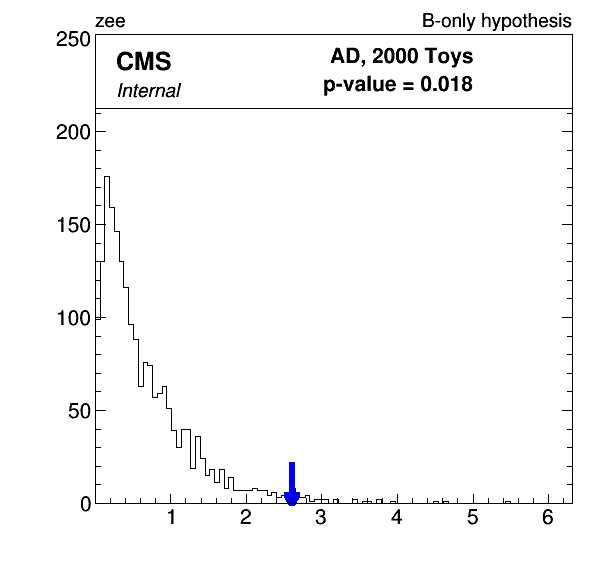 zee B-only hypothesis
250
CMS AD, 2000 Toys
Internal p-value = 0.018
200
150
100
50
0
1 2 3 4 5 6